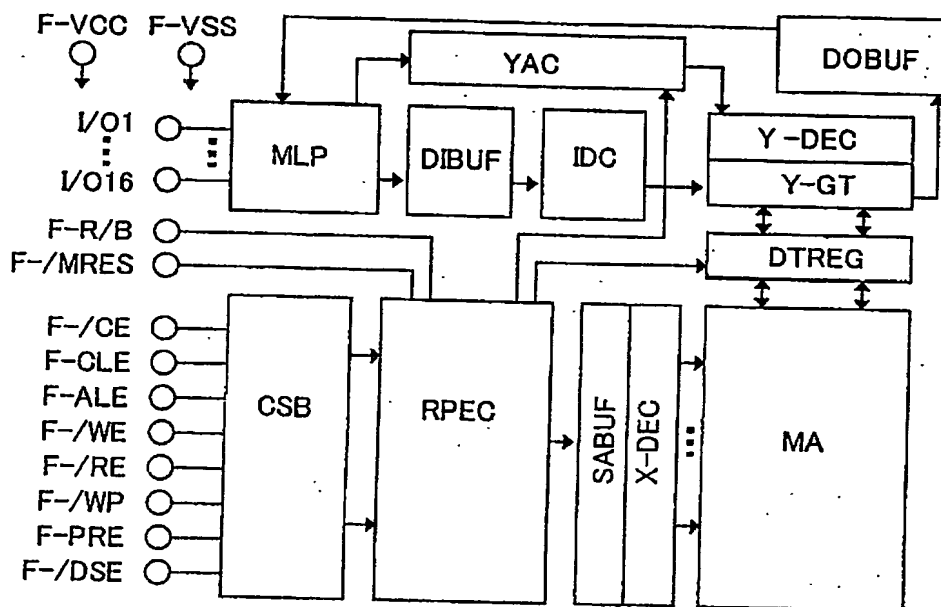 F-VCC F-VSS
DOBUF
YAC
I/O1
MLP
DIBUF
IDC
Y-DEC
I/O16
Y-GT
F-R/B
F-/MRES
DTREG
F-/CE
F-CLE
F-ALE
F-/WE
F-/RE
F-/WP
F-PRE
F-/DSE
CSB
RPEC
SABUF
X-DEC
MA